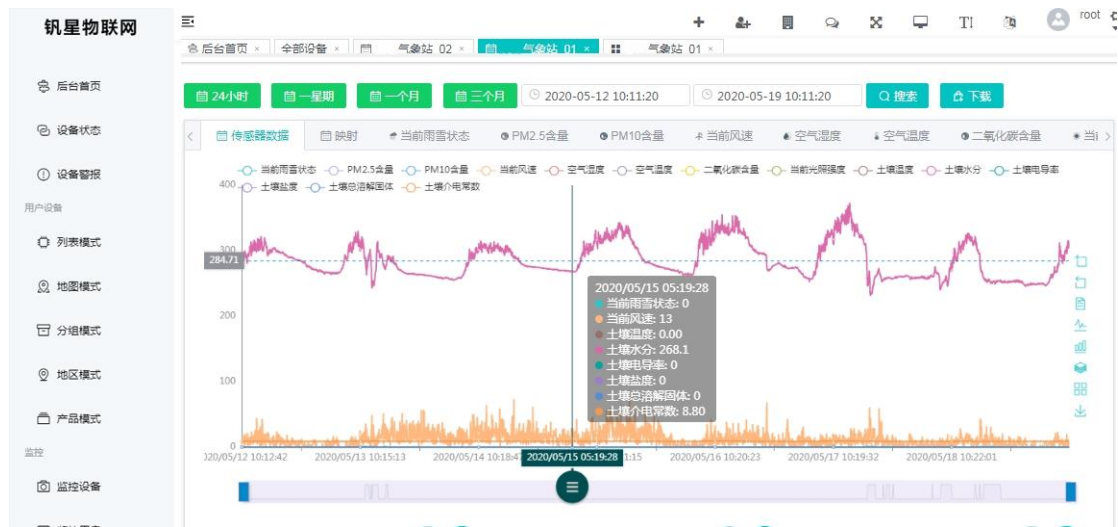 钒星物联网
root
后台首页 × 全部设备 × 气象站 02 × 气象站 01 × 气象站 01 ×
后台首页
设备状态
设备警报
用户设备
列表模式
地图模式
分组模式
地区模式
产品模式
监控
监控设备
24小时 一星期 一个月 三个月 2020-05-12 10:11:20 2020-05-19 10:11:20 搜索 下载
传感器数据 映射 当前雨雪状态 PM2.5含量 PM10含量 当前风速 空气湿度 空气温度 二氧化碳含量
当前雨雪状态 PM2.5含量 PM10含量 当前风速 空气湿度 空气温度 二氧化碳含量 当前光照强度 土壤温度 土壤水分 土壤电导率
土壤盐度 土壤总溶解固体 土壤介电常数
400
300
284.71
200
100
0
2020/05/15 05:19:28
当前雨雪状态: 0
当前风速: 13
土壤温度: 0.00
土壤水分: 268.1
土壤电导率: 0
土壤盐度: 0
土壤总溶解固体: 0
土壤介电常数: 8.80
020/05/12 10:12:42 2020/05/13 10:15:13 2020/05/14 10:18:4 2020/05/15 05:19:28 1:15 2020/05/16 10:20:23 2020/05/17 10:19:32 2020/05/18 10:22:01